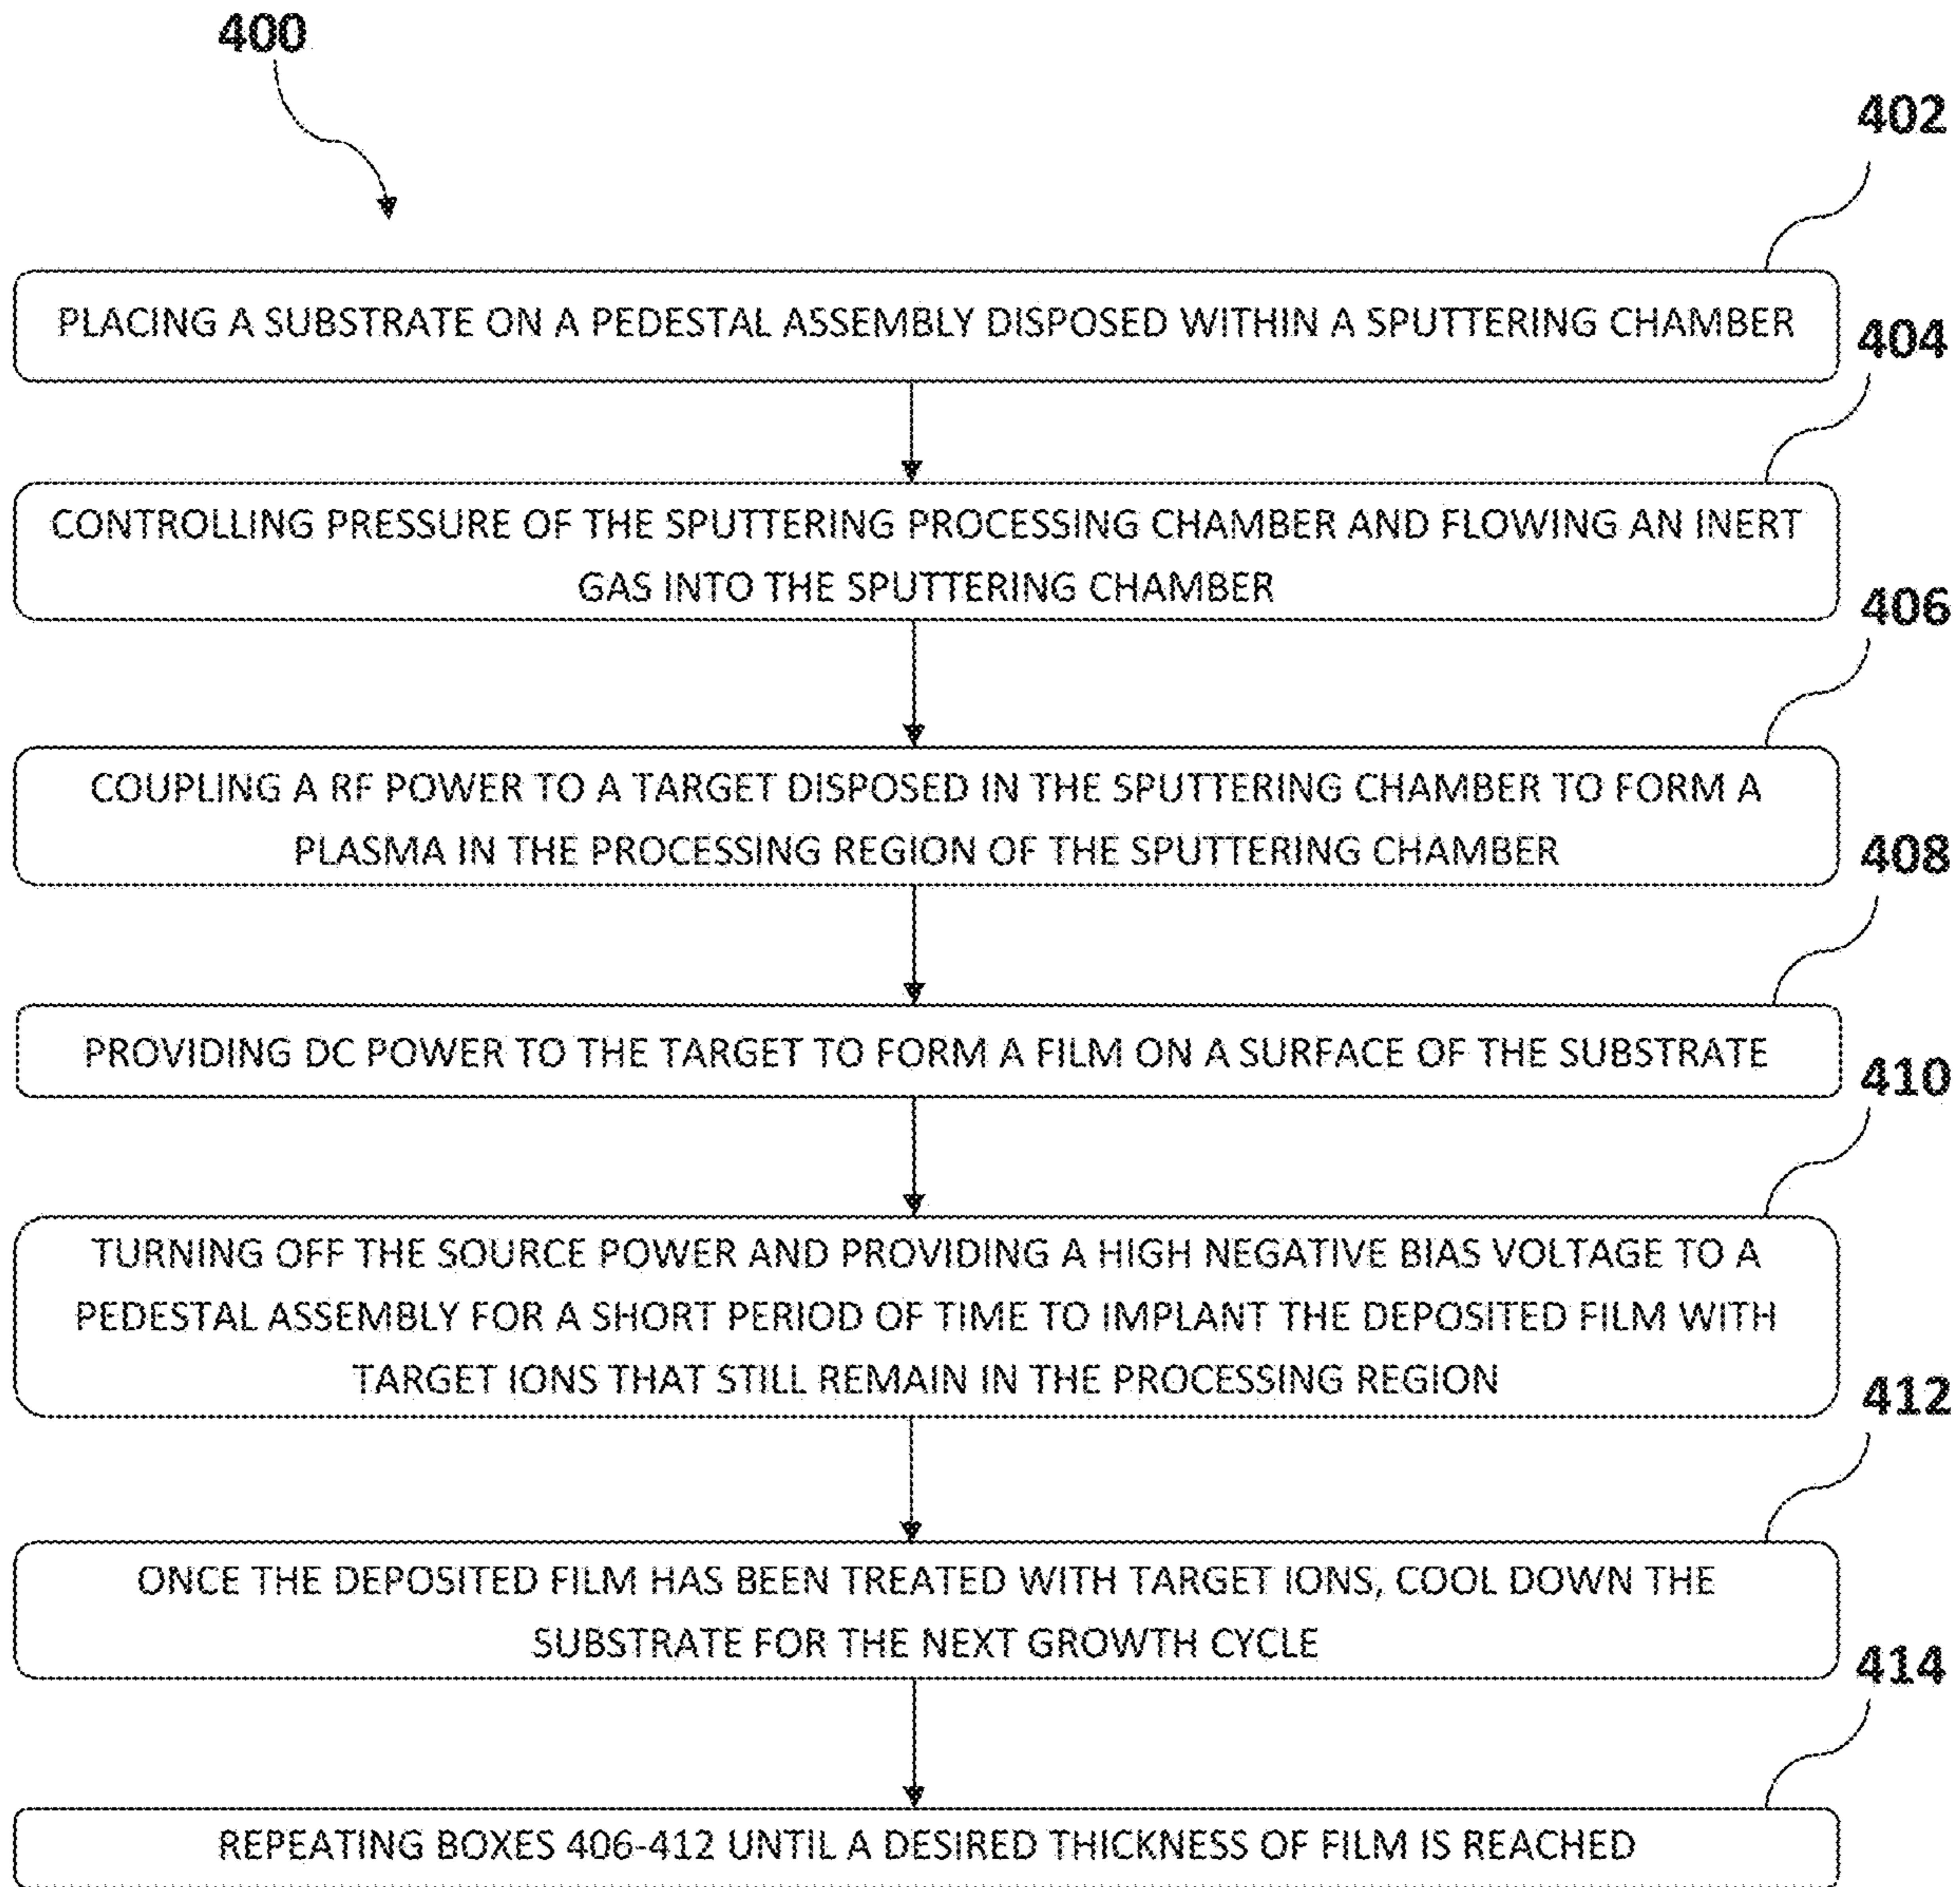 400
402
PLACING A SUBSTRATE ON A PEDESTAL ASSEMBLY DISPOSED WITHIN A SPUTTERING CHAMBER
404
CONTROLLING PRESSURE OF THE SPUTTERING PROCESSING CHAMBER AND FLOWING AN INERT
GAS INTO THE SPUTTERING CHAMBER
406
COUPLING A RF POWER TO A TARGET DISPOSED IN THE SPUTTERING CHAMBER TO FORM A
PLASMA IN THE PROCESSING REGION OF THE SPUTTERING CHAMBER
408
PROVIDING DC POWER TO THE TARGET TO FORM A FILM ON A SURFACE OF THE SUBSTRATE
410
TURNING OFF THE SOURCE POWER AND PROVIDING A HIGH NEGATIVE BIAS VOLTAGE TO A
PEDESTAL ASSEMBLY FOR A SHORT PERIOD OF TIME TO IMPLANT THE DEPOSITED FILM WITH
TARGET IONS THAT STILL REMAIN IN THE PROCESSING REGION
412
ONCE THE DEPOSITED FILM HAS BEEN TREATED WITH TARGET IONS, COOL DOWN THE
SUBSTRATE FOR THE NEXT GROWTH CYCLE
414
REPEATING BOXES 406-412 UNTIL A DESIRED THICKNESS OF FILM IS REACHED